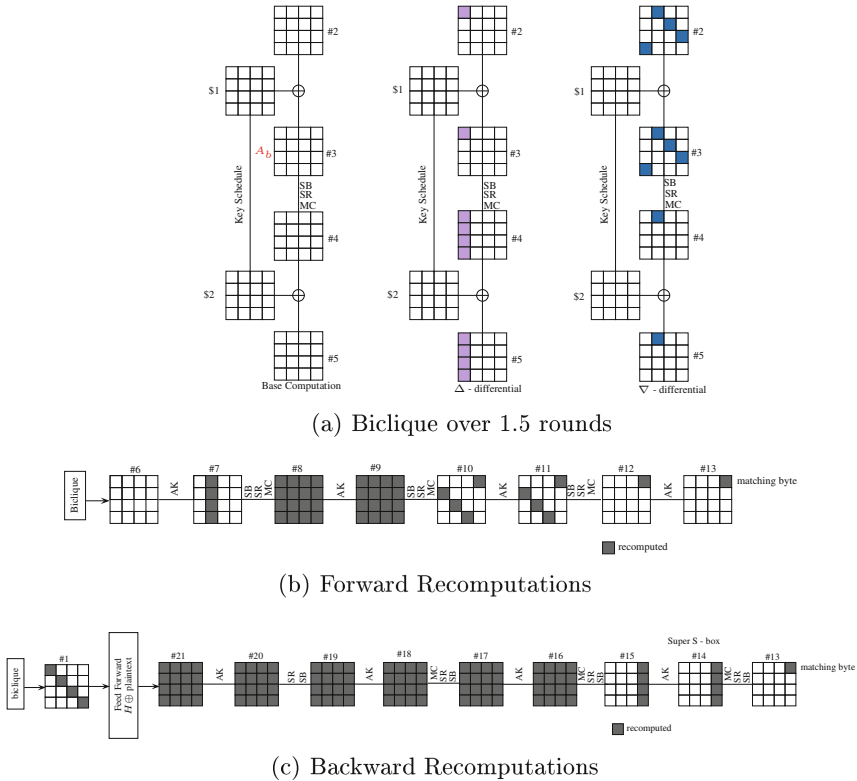 #2 #2 #2
$1 $1 $1
A_b #3 #3 #3
Key Schedule Key Schedule Key Schedule
SB SB SB
SR SR SR
MC MC MC
#4 #4 #4
$2 $2 $2
#5 #5 #5
Base Computation Δ - differential ∇ - differential
(a) Biclique over 1.5 rounds
#6 #7 #8 #9 #10 #11 #12 #13
Biclique AK SB SR MC AK SB SR MC AK SB SR MC AK matching byte
recomputed
(b) Forward Recomputations
Super S - box
#1 #21 #20 #19 #18 #17 #16 #15 #14 #13
biclique Feed Forward H ⊕ plaintext AK SR SB AK MC SR SB AK MC SR SB AK MC SR SB matching byte
recomputed
(c) Backward Recomputations